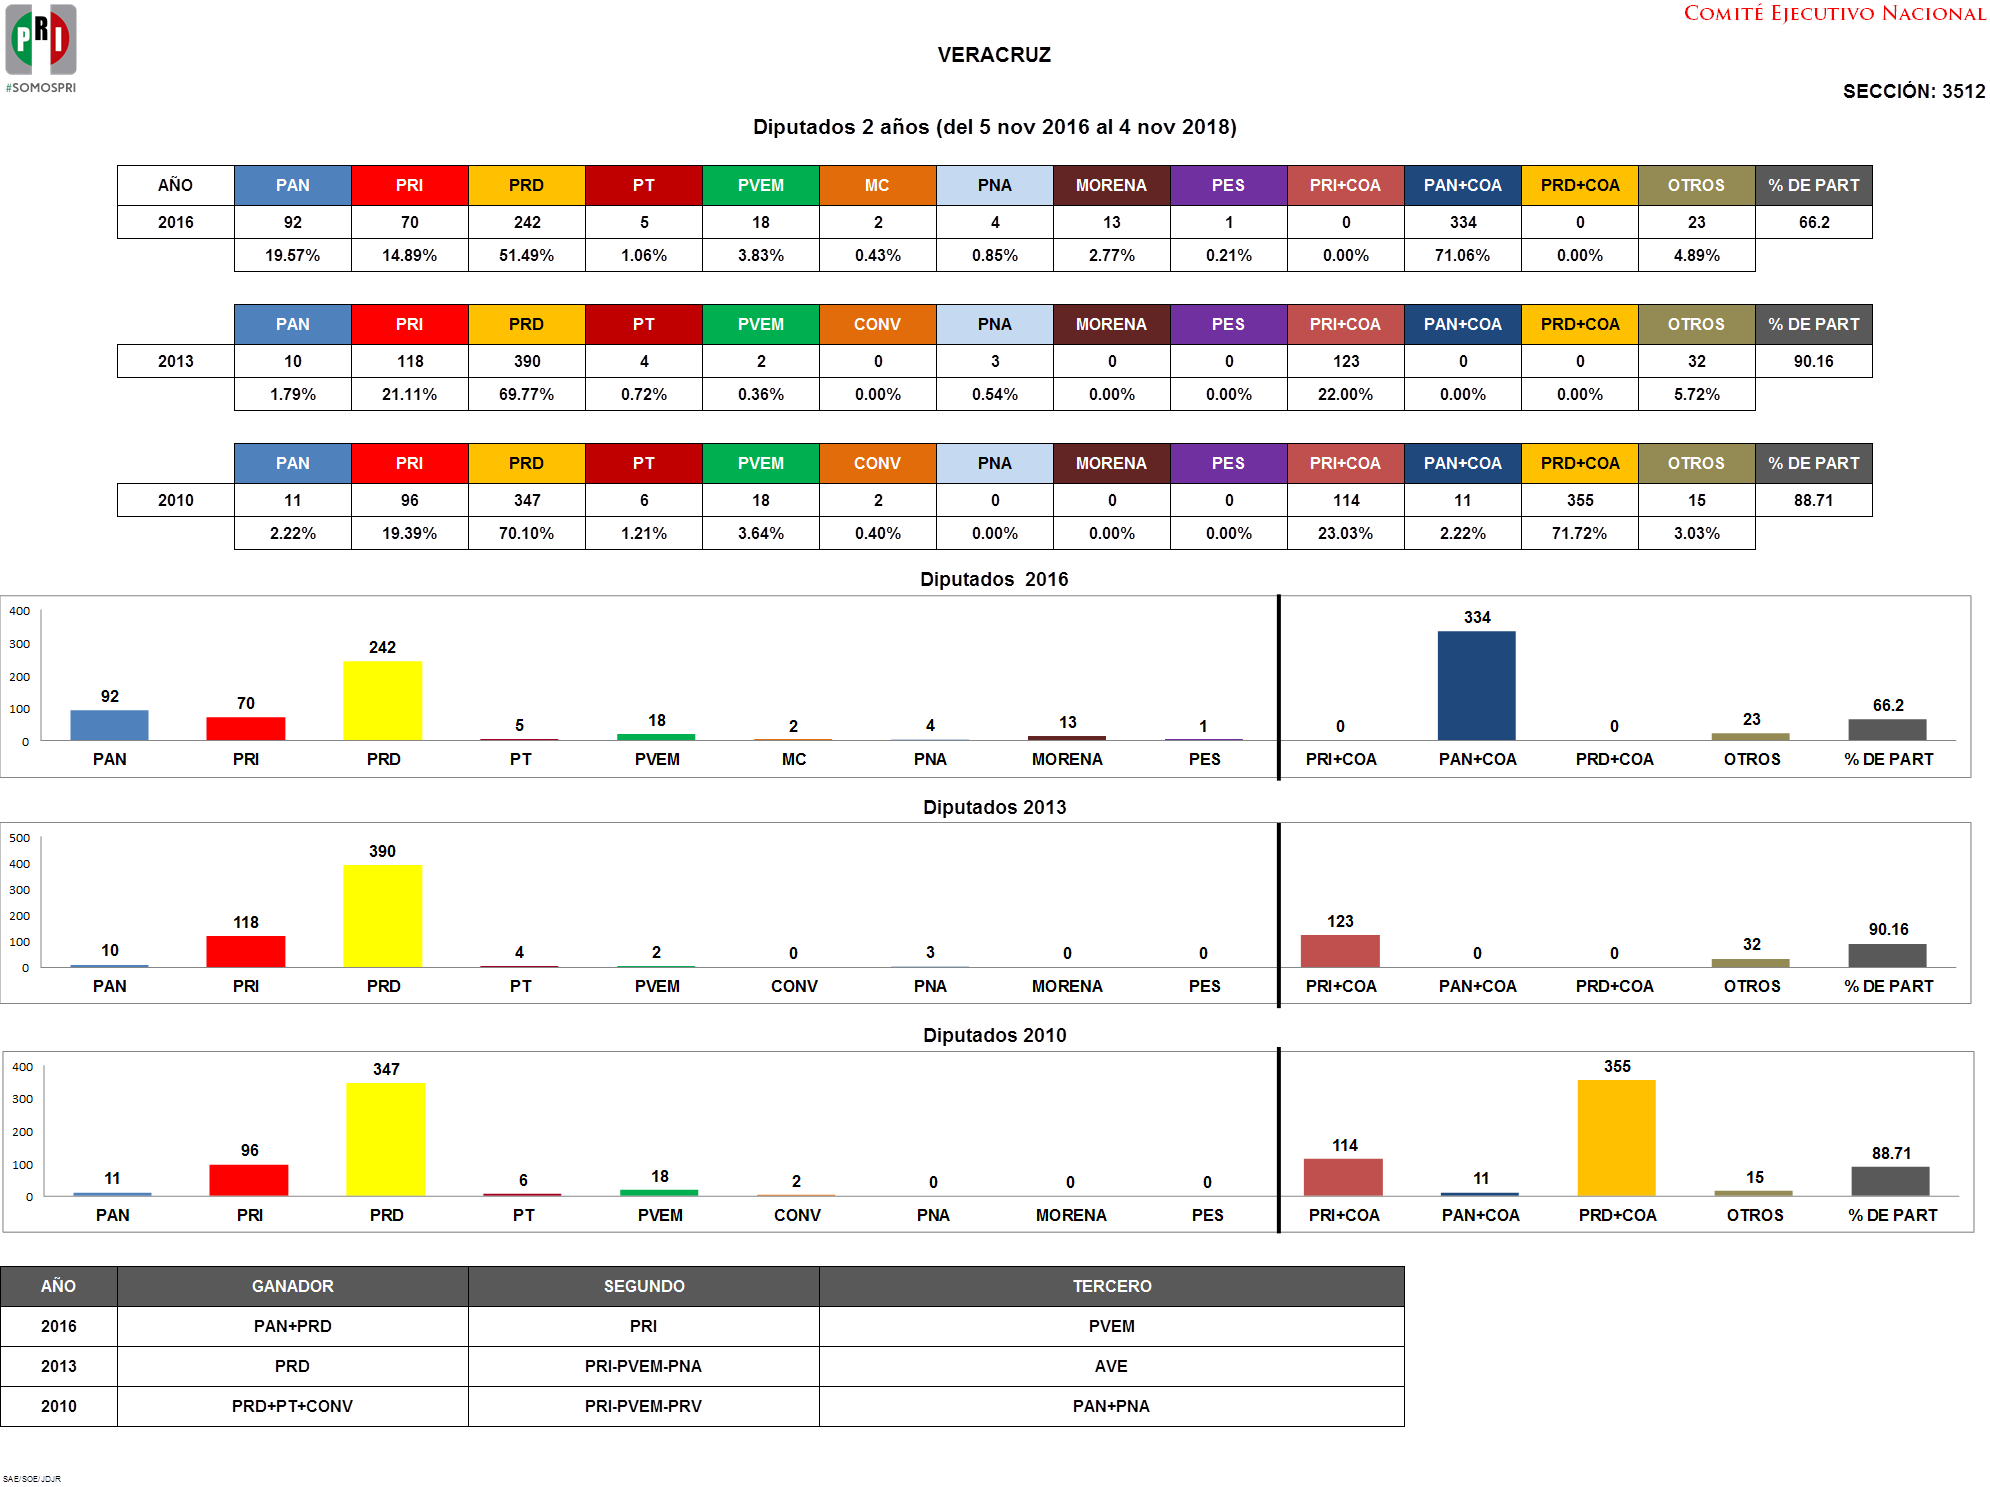 PRI
#SOMOSPRI
COMITÉ EJECUTIVO NACIONAL
VERACRUZ
SECCIÓN: 3512
Diputados 2 años (del 5 nov 2016 al 4 nov 2018)
AÑO PAN PRI PRD PT PVEM MC PNA MORENA PES PRI+COA PAN+COA PRD+COA OTROS % DE PART
2016 92 70 242 5 18 2 4 13 1 0 334 0 23 66.2
19.57% 14.89% 51.49% 1.06% 3.83% 0.43% 0.85% 2.77% 0.21% 0.00% 71.06% 0.00% 4.89%
PAN PRI PRD PT PVEM CONV PNA MORENA PES PRI+COA PAN+COA PRD+COA OTROS % DE PART
2013 10 118 390 4 2 0 3 0 0 123 0 0 32 90.16
1.79% 21.11% 69.77% 0.72% 0.36% 0.00% 0.54% 0.00% 0.00% 22.00% 0.00% 0.00% 5.72%
PAN PRI PRD PT PVEM CONV PNA MORENA PES PRI+COA PAN+COA PRD+COA OTROS % DE PART
2010 11 96 347 6 18 2 0 0 0 114 11 355 15 88.71
2.22% 19.39% 70.10% 1.21% 3.64% 0.40% 0.00% 0.00% 0.00% 23.03% 2.22% 71.72% 3.03%
Diputados 2016
400
300
200
100
0
92 70 242 5 18 2 4 13 1 0 334 0 23 66.2
PAN PRI PRD PT PVEM MC PNA MORENA PES PRI+COA PAN+COA PRD+COA OTROS % DE PART
Diputados 2013
500
400
300
200
100
0
10 118 390 4 2 0 3 0 0 123 0 0 32 90.16
PAN PRI PRD PT PVEM CONV PNA MORENA PES PRI+COA PAN+COA PRD+COA OTROS % DE PART
Diputados 2010
400
300
200
100
0
11 96 347 6 18 2 0 0 0 114 11 355 15 88.71
PAN PRI PRD PT PVEM CONV PNA MORENA PES PRI+COA PAN+COA PRD+COA OTROS % DE PART
AÑO GANADOR SEGUNDO TERCERO
2016 PAN+PRD PRI PVEM
2013 PRD PRI-PVEM-PNA AVE
2010 PRD+PT+CONV PRI-PVEM-PRV PAN+PNA
SAE/SOE/JDJR